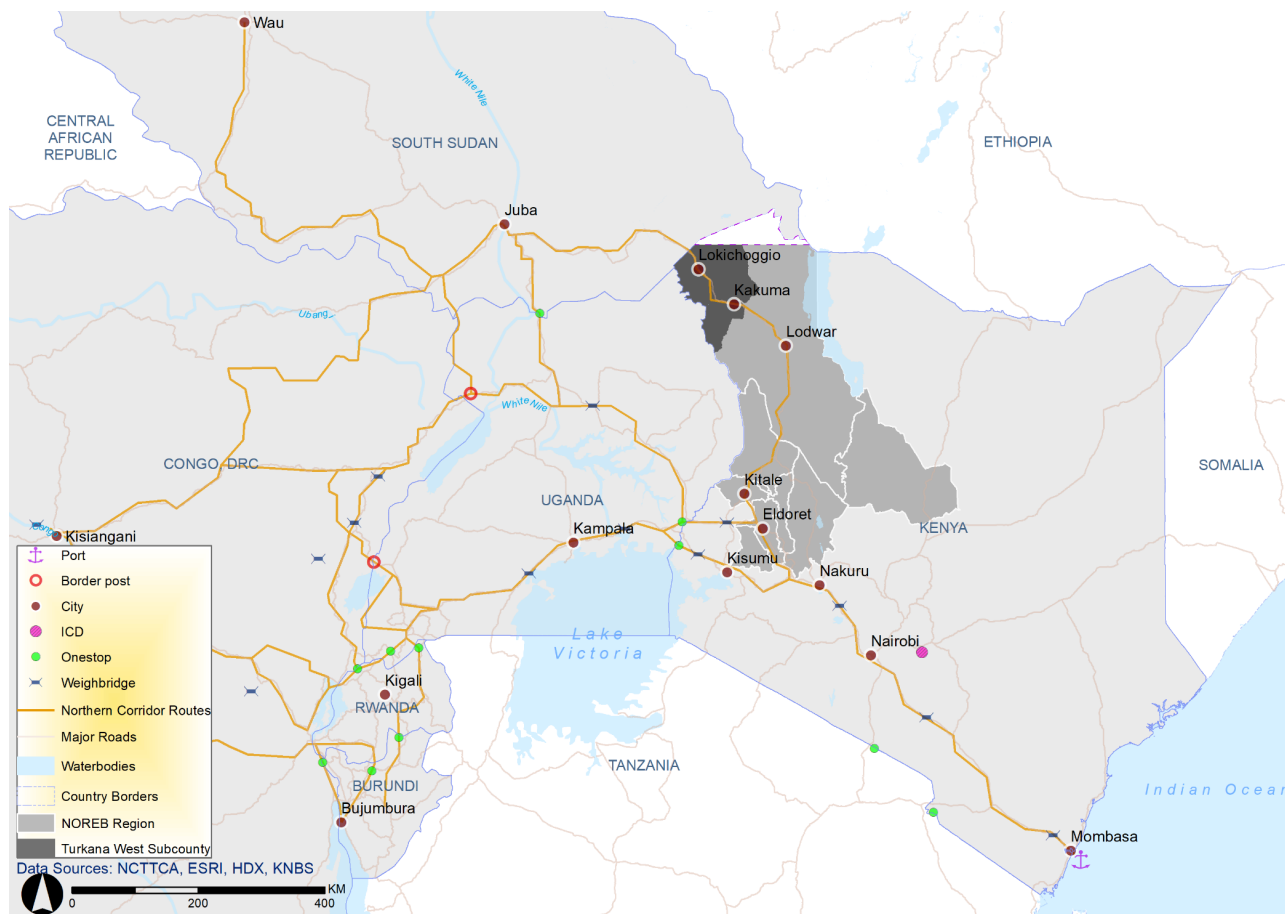 Wau
White Nile
CENTRAL
AFRICAN
REPUBLIC
SOUTH SUDAN
ETHIOPIA
Juba
Lokichoggio
Kakuma
Ubang
Lodwar
White Nile
CONGO, DRC
SOMALIA
Kitale
UGANDA
Eldoret
KENYA
Kampala
Kisiangani
Kisumu
Nakuru
Lake
Victoria
Nairobi
Kigali
RWANDA
TANZANIA
BURUNDI
Bujumbura
Indian Ocean
Mombasa
Port
Border post
City
ICD
Onestop
Weighbridge
Northern Corridor Routes
Major Roads
Waterbodies
Country Borders
NOREB Region
Turkana West Subcounty
Data Sources: NCTTCA, ESRI, HDX, KNBS
KM
0 200 400